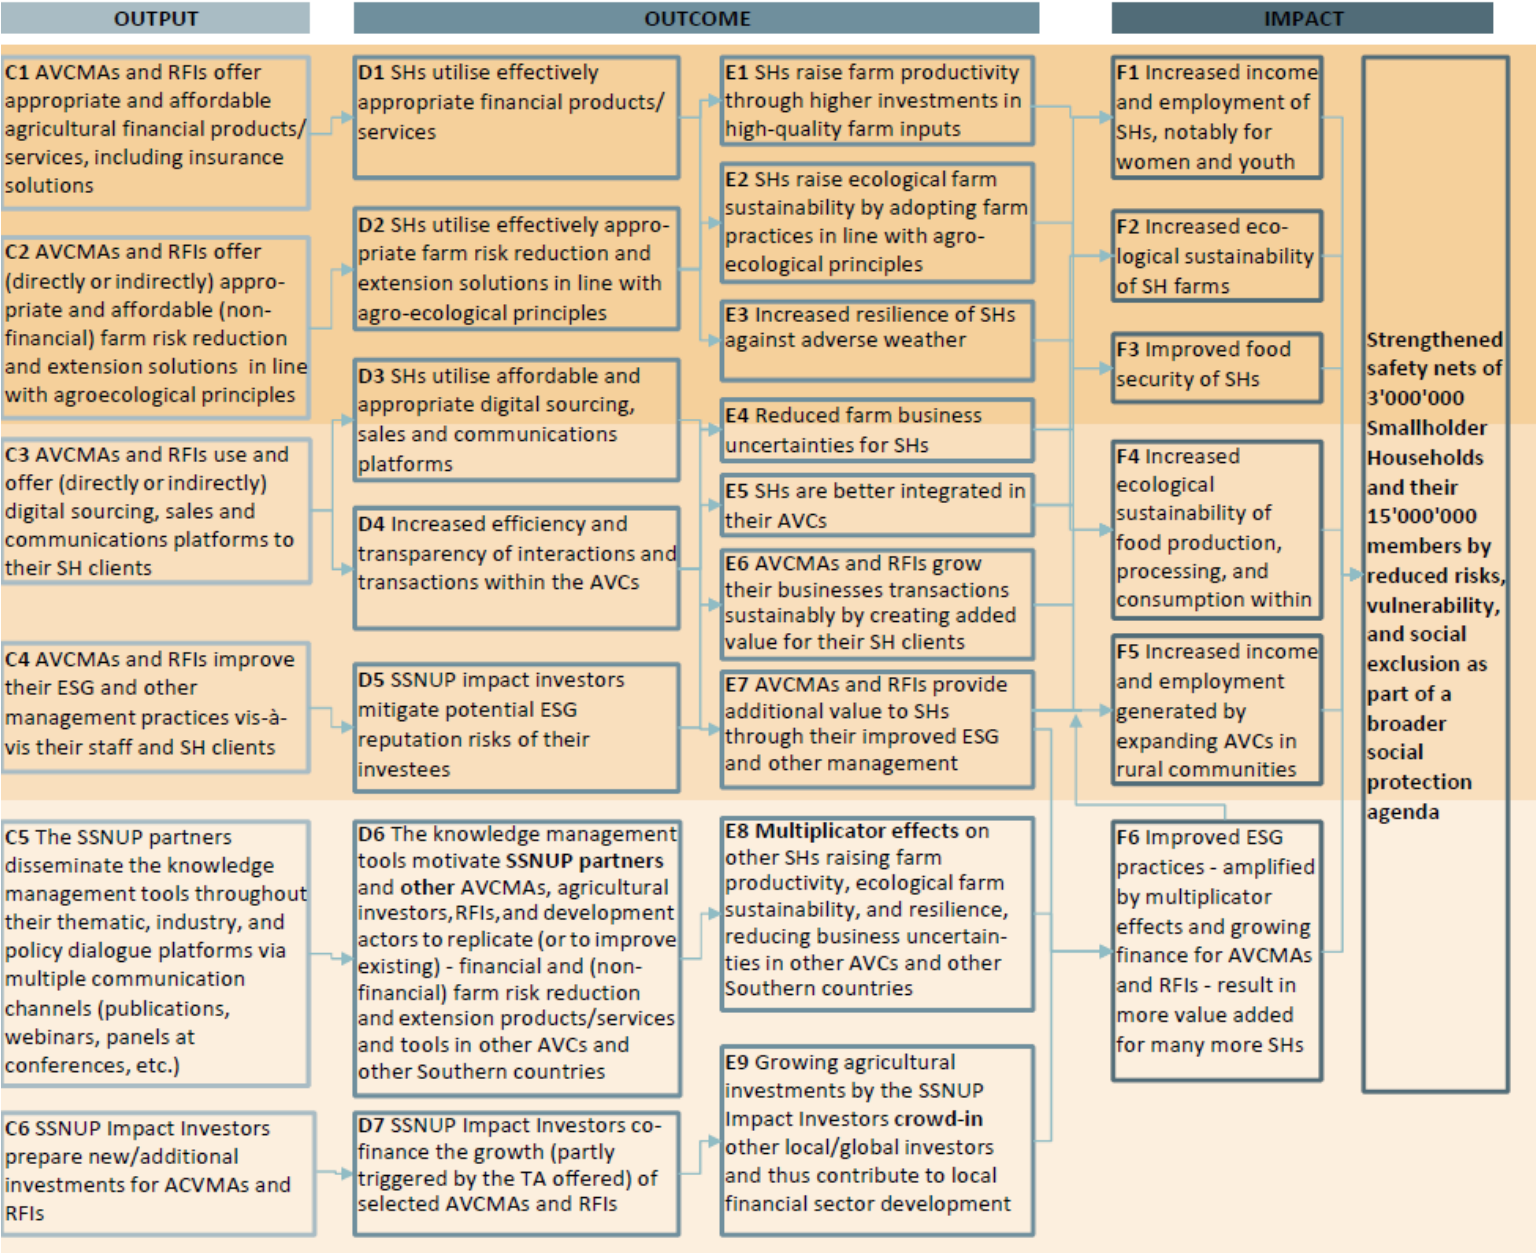 OUTPUT
OUTCOME
IMPACT
C1 AVCMAs and RFIs offer
appropriate and affordable
agricultural financial products/
services, including insurance
solutions
C2 AVCMAs and RFIs offer
(directly or indirectly) appro-
priate and affordable (non-
financial) farm risk reduction
and extension solutions in line
with agroecological principles
C3 AVCMAs and RFIs use and
offer (directly or indirectly)
digital sourcing, sales and
communications platforms to
their SH clients
C4 AVCMAs and RFIs improve
their ESG and other
management practices vis-à-
vis their staff and SH clients
C5 The SSNUP partners
disseminate the knowledge
management tools throughout
their thematic, industry, and
policy dialogue platforms via
multiple communication
channels (publications,
webinars, panels at
conferences, etc.)
C6 SSNUP Impact Investors
prepare new/additional
investments for ACVMAs and
RFIs
D1 SHs utilise effectively
appropriate financial products/
services
D2 SHs utilise effectively appro-
priate farm risk reduction and
extension solutions in line with
agro-ecological principles
D3 SHs utilise affordable and
appropriate digital sourcing,
sales and communications
platforms
D4 Increased efficiency and
transparency of interactions and
transactions within the AVCs
D5 SSNUP impact investors
mitigate potential ESG
reputation risks of their
investees
D6 The knowledge management
tools motivate SSNUP partners
and other AVCMAs, agricultural
investors, RFIs, and development
actors to replicate (or to improve
existing) - financial and (non-
financial) farm risk reduction
and extension products/services
and tools in other AVCs and
other Southern countries
D7 SSNUP Impact Investors co-
finance the growth (partly
triggered by the TA offered) of
selected AVCMAs and RFIs
E1 SHs raise farm productivity
through higher investments in
high-quality farm inputs
E2 SHs raise ecological farm
sustainability by adopting farm
practices in line with agro-
ecological principles
E3 Increased resilience of SHs
against adverse weather
E4 Reduced farm business
uncertainties for SHs
E5 SHs are better integrated in
their AVCs
E6 AVCMAs and RFIs grow
their businesses transactions
sustainably by creating added
value for their SH clients
E7 AVCMAs and RFIs provide
additional value to SHs
through their improved ESG
and other management
E8 Multiplicator effects on
other SHs raising farm
productivity, ecological farm
sustainability, and resilience,
reducing business uncertain-
ties in other AVCs and other
Southern countries
E9 Growing agricultural
investments by the SSNUP
Impact Investors crowd-in
other local/global investors
and thus contribute to local
financial sector development
F1 Increased income
and employment of
SHs, notably for
women and youth
F2 Increased eco-
logical sustainability
of SH farms
F3 Improved food
security of SHs
F4 Increased
ecological
sustainability of
food production,
processing, and
consumption within
F5 Increased income
and employment
generated by
expanding AVCs in
rural communities
F6 Improved ESG
practices - amplified
by multiplicator
effects and growing
finance for AVCMAs
and RFIs - result in
more value added
for many more SHs
Strengthened
safety nets of
3'000'000
Smallholder
Households
and their
15'000'000
members by
reduced risks,
vulnerability,
and social
exclusion as
part of a
broader
social
protection
agenda